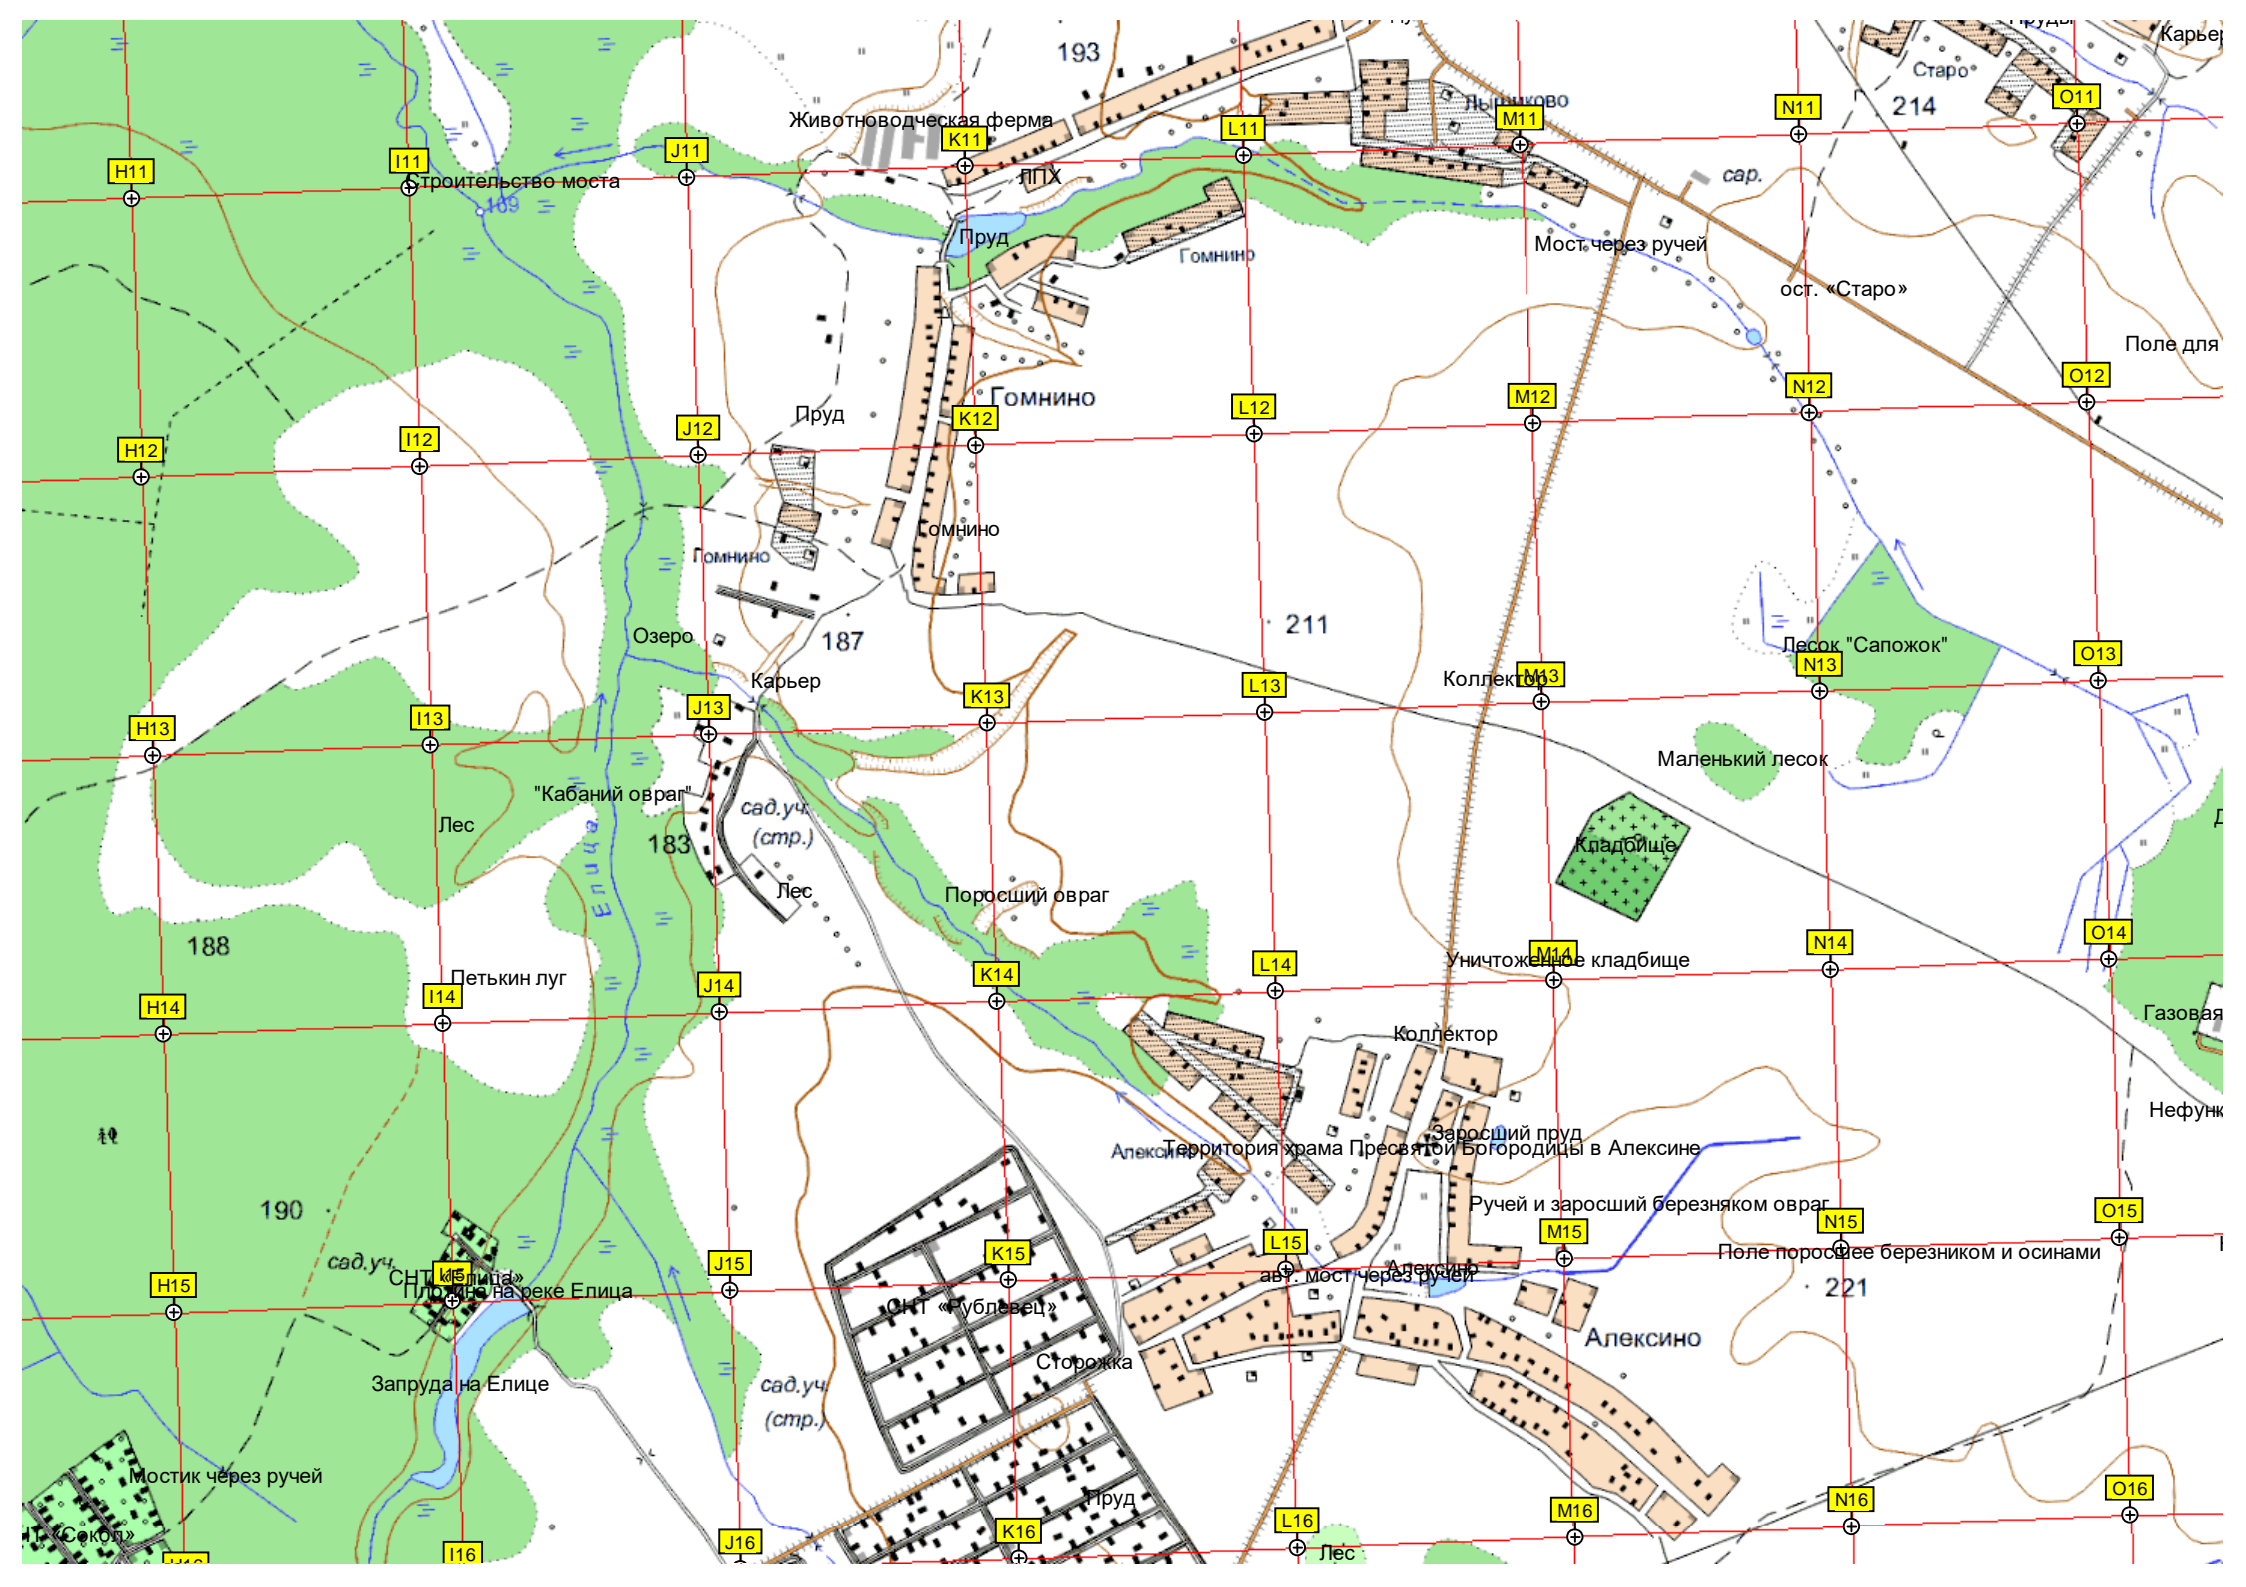 193
Карьер
Старо
214
Лыщиково
O11
N11
M11
L11
Животноводческая ферма
K11
J11
I11
H11
сар.
ЛПХ
Строительство моста
169
Пруд
Гомнино
Мост через ручей
ост. «Старо»
Поле для
O12
N12
M12
L12
K12
J12
I12
H12
Гомнино
Пруд
Гомнино
Гомнино
211
187
Озеро
Лесок "Сапожок"
O13
N13
Коллектор
M13
L13
K13
Карьер
J13
I13
H13
Маленький лесок
"Кабаний овраг"
сад.уч.
(стр.)
Лес
183
Кладбище
Елица
Лес
Поросший овраг
188
O14
N14
M14
Уничтоженное кладбище
L14
K14
J14
Петькин луг
I14
H14
Газовая
Коллектор
Нефунк
Заросший пруд
Алексино
Территория храма Пресвятой Богородицы в Алексине
190
Ручей и заросший березняком овраг
O15
N15
M15
L15
K15
J15
I15
H15
сад.уч.
Поле поросшее березником и осинами
СНТ «Елица»
Плотина на реке Елица
Алексино
авт. мост через ручей
221
СНТ «Рублевец»
Алексино
Сторожка
Запруда на Елице
сад.уч.
(стр.)
Мостик через ручей
Пруд
O16
N16
M16
L16
K16
J16
I16
H16
«Сокол»
Лес